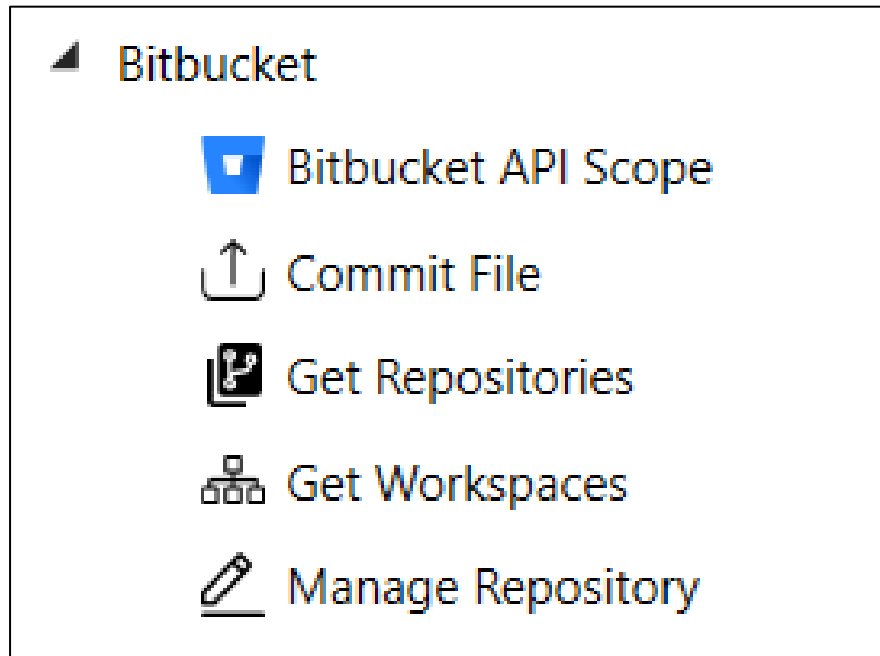 Bitbucket
Bitbucket API Scope
Commit File
Get Repositories
Get Workspaces
Manage Repository